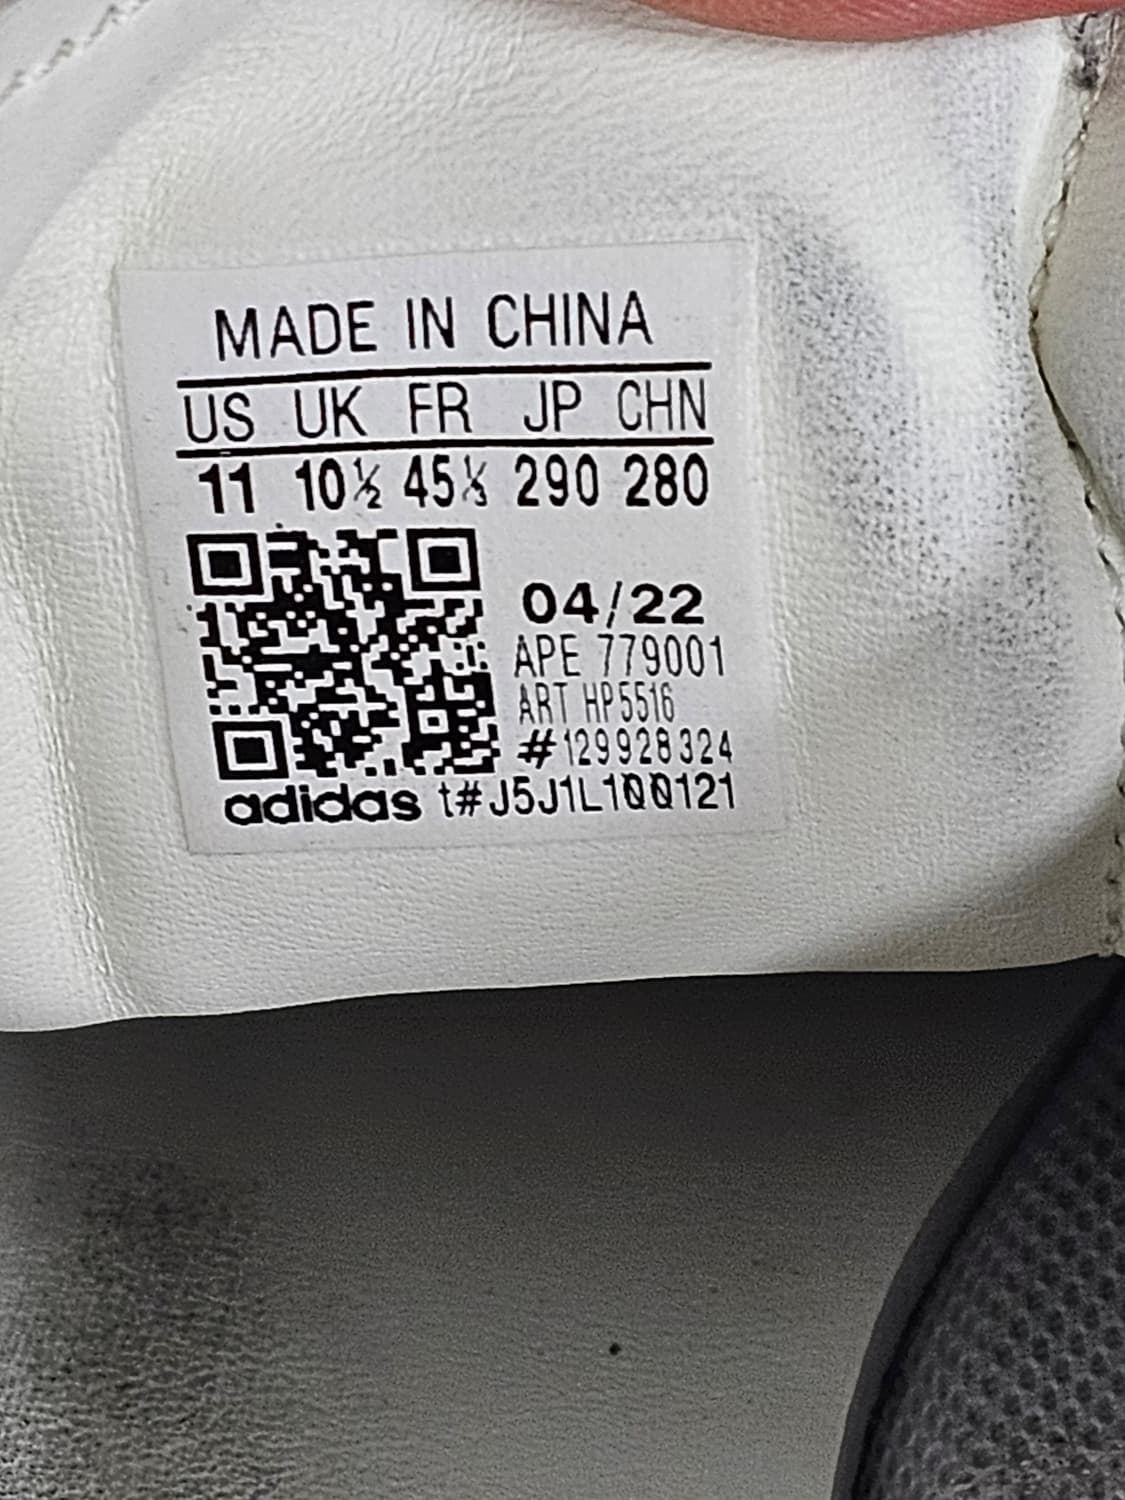 MADE IN CHINA
US UK FR JP CHN
11 10½ 45⅓ 290 280
04/22
APE 779001
ART HP5516
#129928324
adidas t#J5J1L100121